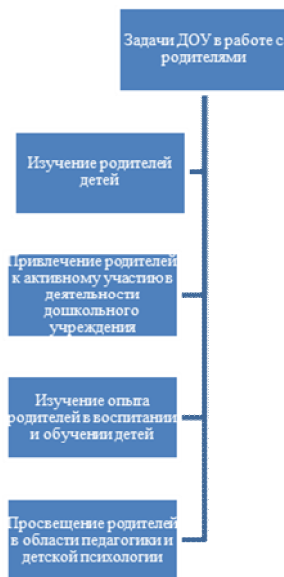 Задачи ДОУ в работе с
родителями
Изучение родителей
детей
Привлечение родителей
к активному участию в
деятельности
дошкольного
учреждения
Изучение опыта
родителей в воспитании
и обучении детей
Просвещение родителей
в области педагогики и
детской психологии